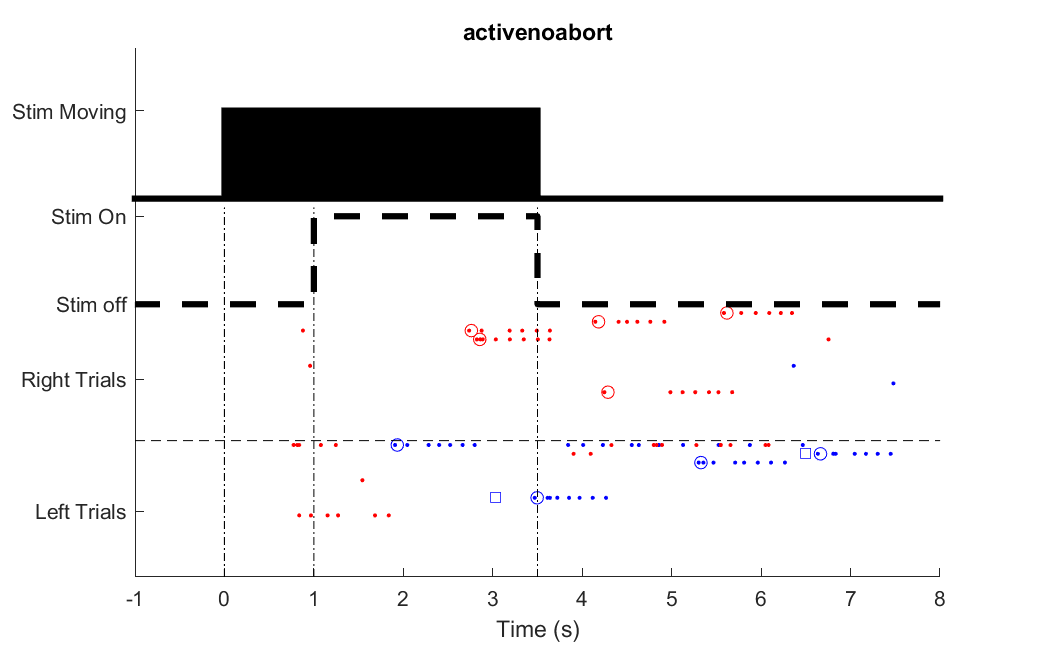 activenoabort
Stim Moving
Stim On
Stim off
Right Trials
Left Trials
-1 0 1 2 3 4 5 6 7 8
Time (s)